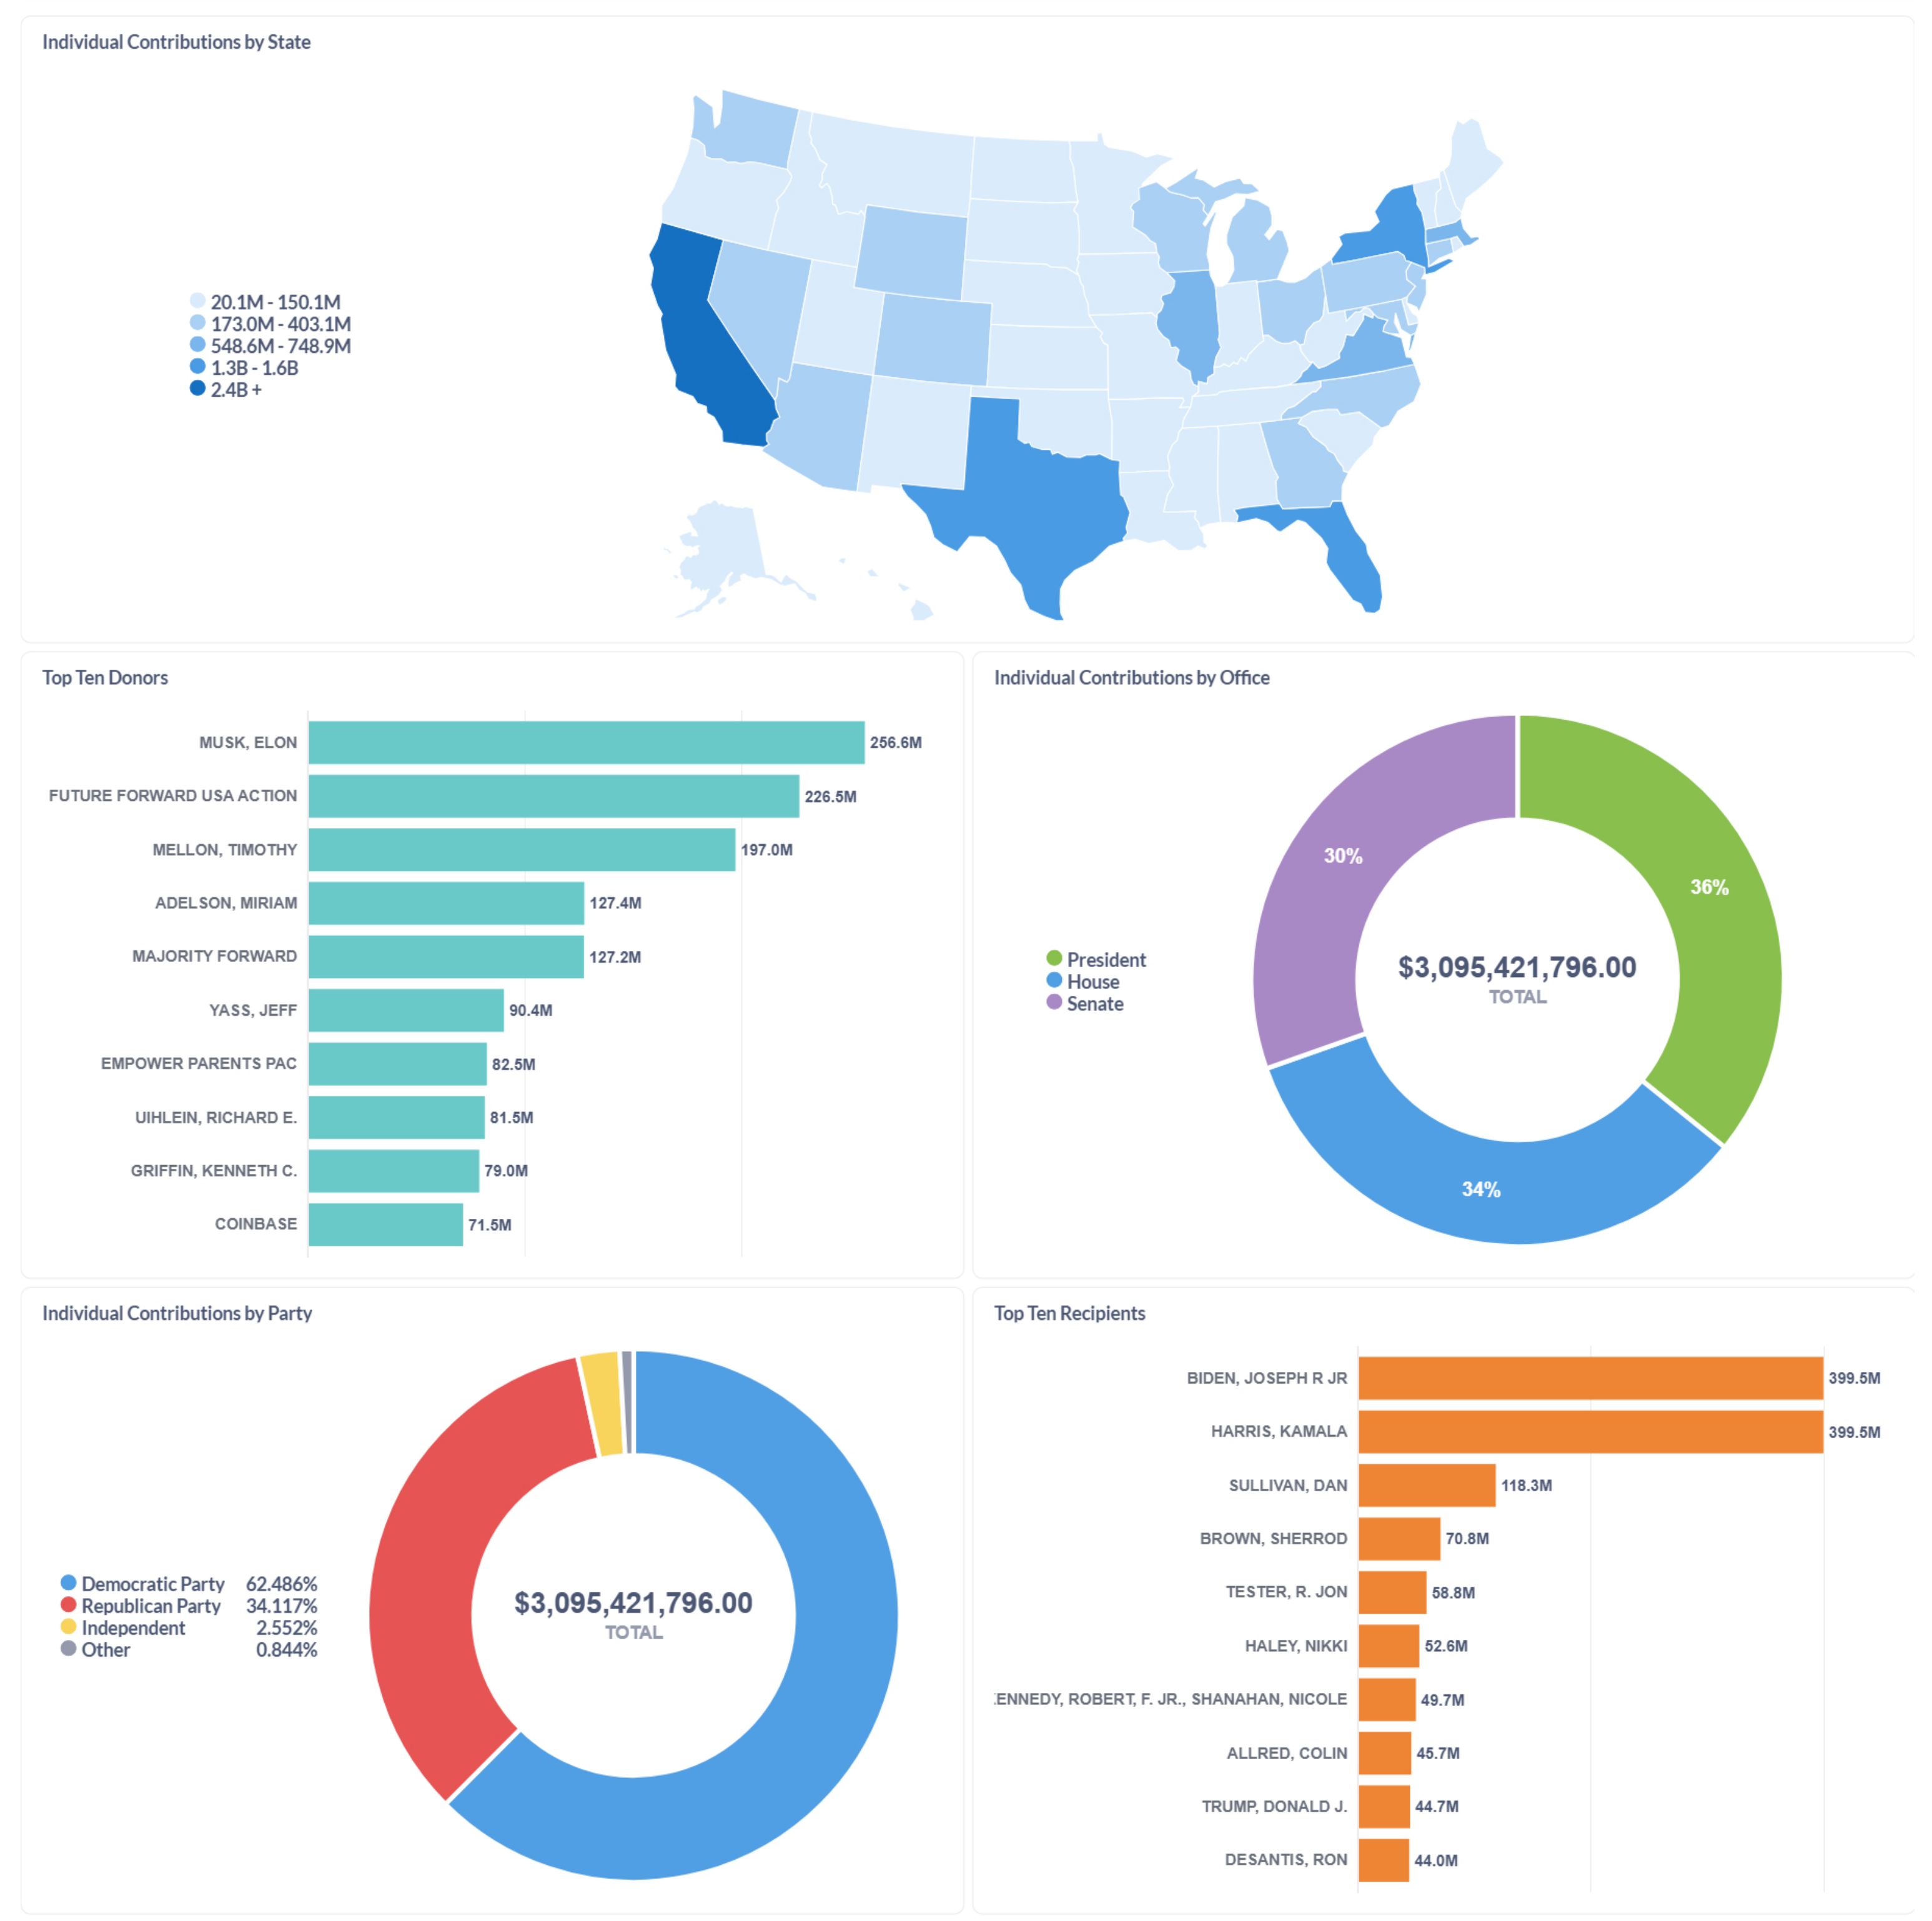 Individual Contributions by State
20.1M - 150.1M
173.0M - 403.1M
548.6M - 748.9M
1.3B - 1.6B
2.4B +
Top Ten Donors
MUSK, ELON 256.6M
FUTURE FORWARD USA ACTION 226.5M
MELLON, TIMOTHY 197.0M
ADELSON, MIRIAM 127.4M
MAJORITY FORWARD 127.2M
YASS, JEFF 90.4M
EMPOWER PARENTS PAC 82.5M
UIHLEIN, RICHARD E. 81.5M
GRIFFIN, KENNETH C. 79.0M
COINBASE 71.5M
Individual Contributions by Office
President
House
Senate
30%
36%
34%
$3,095,421,796.00
TOTAL
Individual Contributions by Party
Democratic Party 62.486%
Republican Party 34.117%
Independent 2.552%
Other 0.844%
$3,095,421,796.00
TOTAL
Top Ten Recipients
BIDEN, JOSEPH R JR 399.5M
HARRIS, KAMALA 399.5M
SULLIVAN, DAN 118.3M
BROWN, SHERROD 70.8M
TESTER, R. JON 58.8M
HALEY, NIKKI 52.6M
ENNEDY, ROBERT, F. JR., SHANAHAN, NICOLE 49.7M
ALLRED, COLIN 45.7M
TRUMP, DONALD J. 44.7M
DESANTIS, RON 44.0M